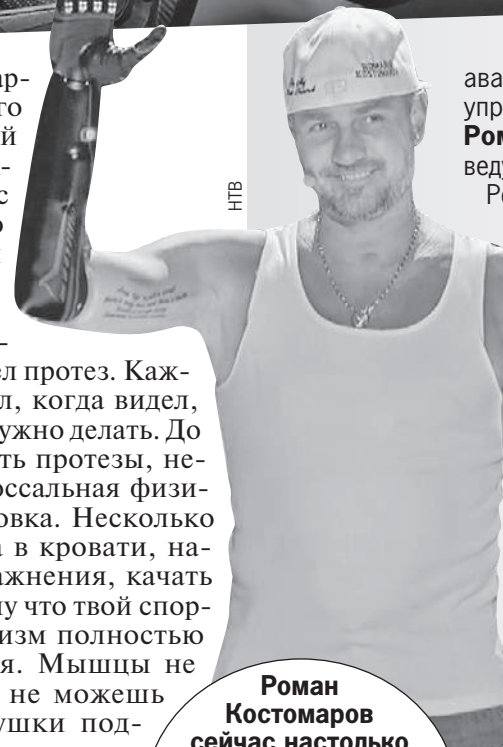 ар-
го
й
-
с
о
и
-
ел протез. Каж-
л, когда видел,
ужно делать. До
ть протезы, не-
оссальная физи-
овка. Несколько
а в кровати, на-
ажнения, качать
му что твой спор-
изм полностью
я. Мышцы не
не можешь
ушки под-
НТВ
ава
упр
Ром
вед
Ро
Роман
Костомаров
сейчас настолько